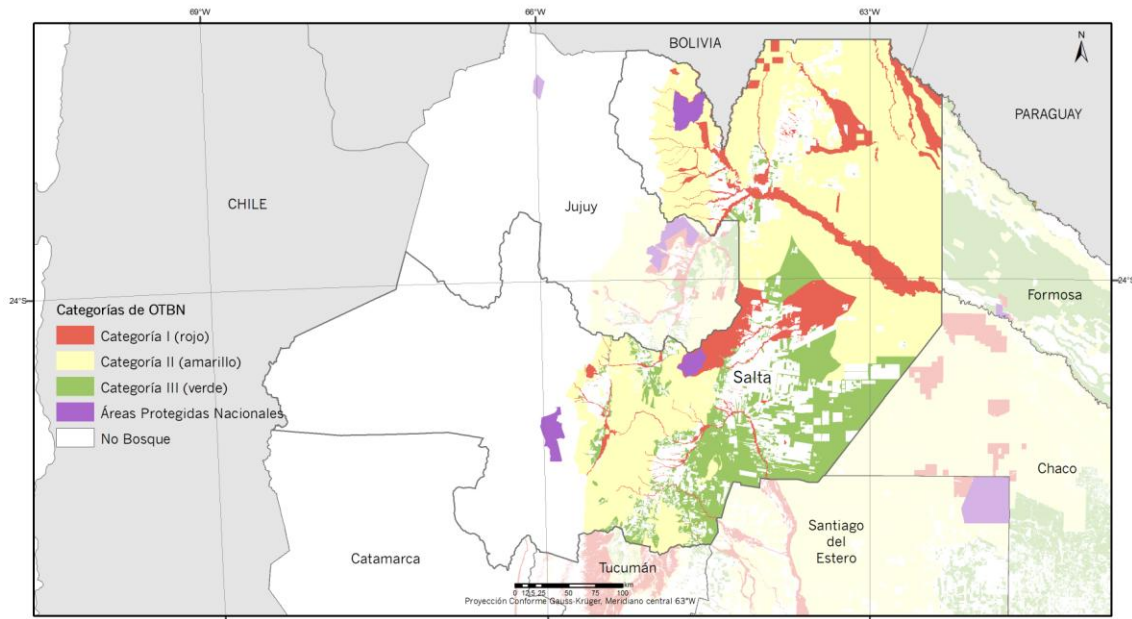 69°W
66°W
63°W
N
BOLIVIA
PARAGUAY
CHILE
Jujuy
24°S
24°S
Formosa
Categorías de OTBN
Categoría I (rojo)
Categoría II (amarillo)
Categoría III (verde)
Áreas Protegidas Nacionales
No Bosque
Salta
Chaco
Santiago
del
Estero
Catamarca
Tucumán
0 12.5 25 50 75 100
km
Proyección Conforme Gauss-Krüger, Meridiano central 63°W